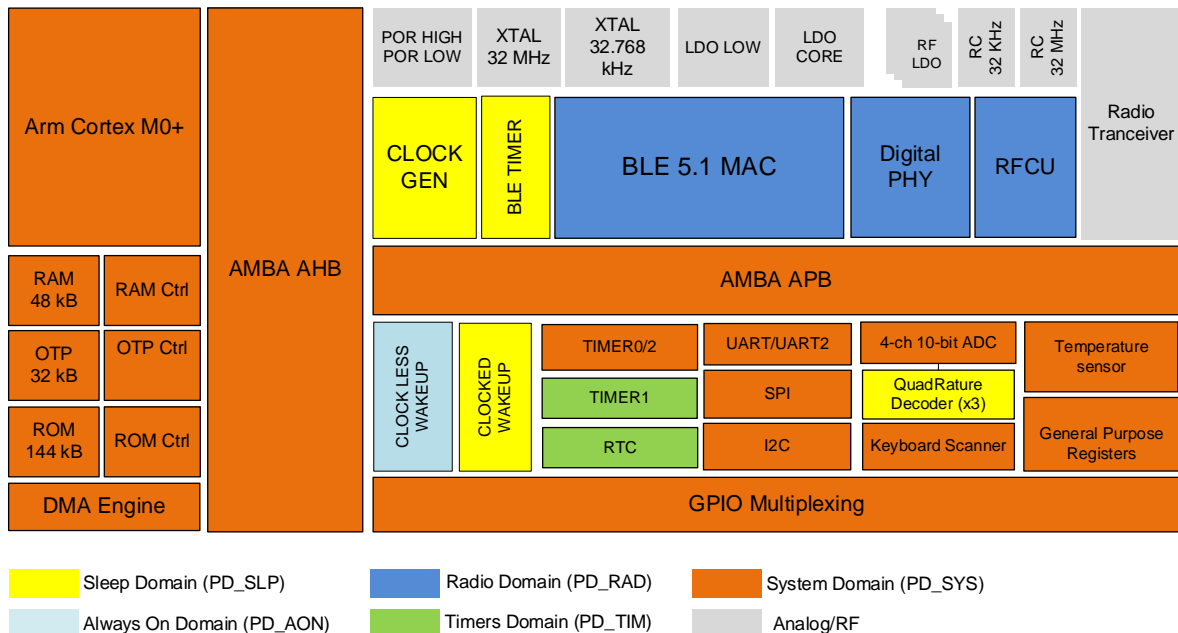 Arm Cortex M0+
RAM
48 kB
RAM Ctrl
OTP
32 kB
OTP Ctrl
ROM
144 kB
ROM Ctrl
DMA Engine
AMBA AHB
POR HIGH
POR LOW
XTAL
32 MHz
XTAL
32.768
kHz
LDO LOW
LDO
CORE
RF
LDO
RC
32 KHz
RC
32 MHz
Radio
Tranceiver
CLOCK
GEN
BLE TIMER
BLE 5.1 MAC
Digital
PHY
RFCU
AMBA APB
CLOCK LESS
WAKEUP
CLOCKED
WAKEUP
TIMER0/2
TIMER1
RTC
UART/UART2
SPI
I2C
4-ch 10-bit ADC
QuadRature
Decoder (x3)
Keyboard Scanner
Temperature
sensor
General Purpose
Registers
GPIO Multiplexing
Sleep Domain (PD_SLP)
Radio Domain (PD_RAD)
System Domain (PD_SYS)
Always On Domain (PD_AON)
Timers Domain (PD_TIM)
Analog/RF